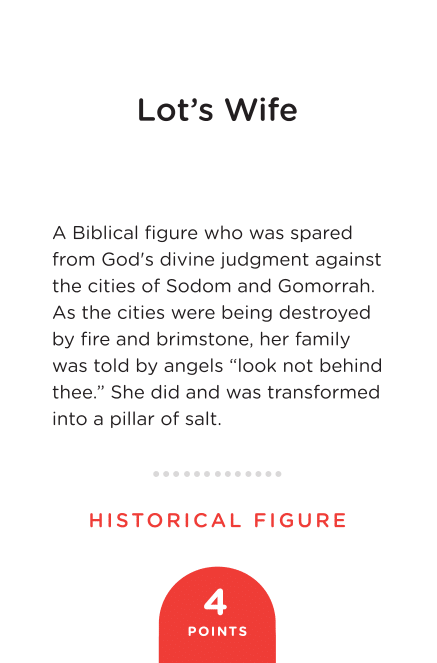 Lot’s Wife
A Biblical figure who was spared
from God's divine judgment against
the cities of Sodom and Gomorrah.
As the cities were being destroyed
by fire and brimstone, her family
was told by angels “look not behind
thee.” She did and was transformed
into a pillar of salt.
HISTORICAL FIGURE
4
POINTS